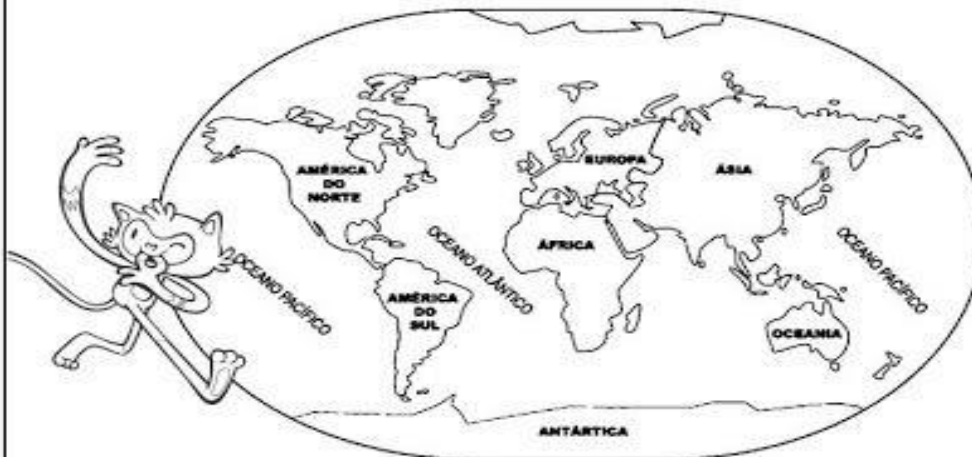 AMÉRICA
DO
NORTE
EUROPA
ÁSIA
OCEANO PACÍFICO
OCEANO ATLÂNTICO
ÁFRICA
OCEANO PACÍFICO
AMÉRICA
DO
SUL
OCEANIA
ANTÁRTICA